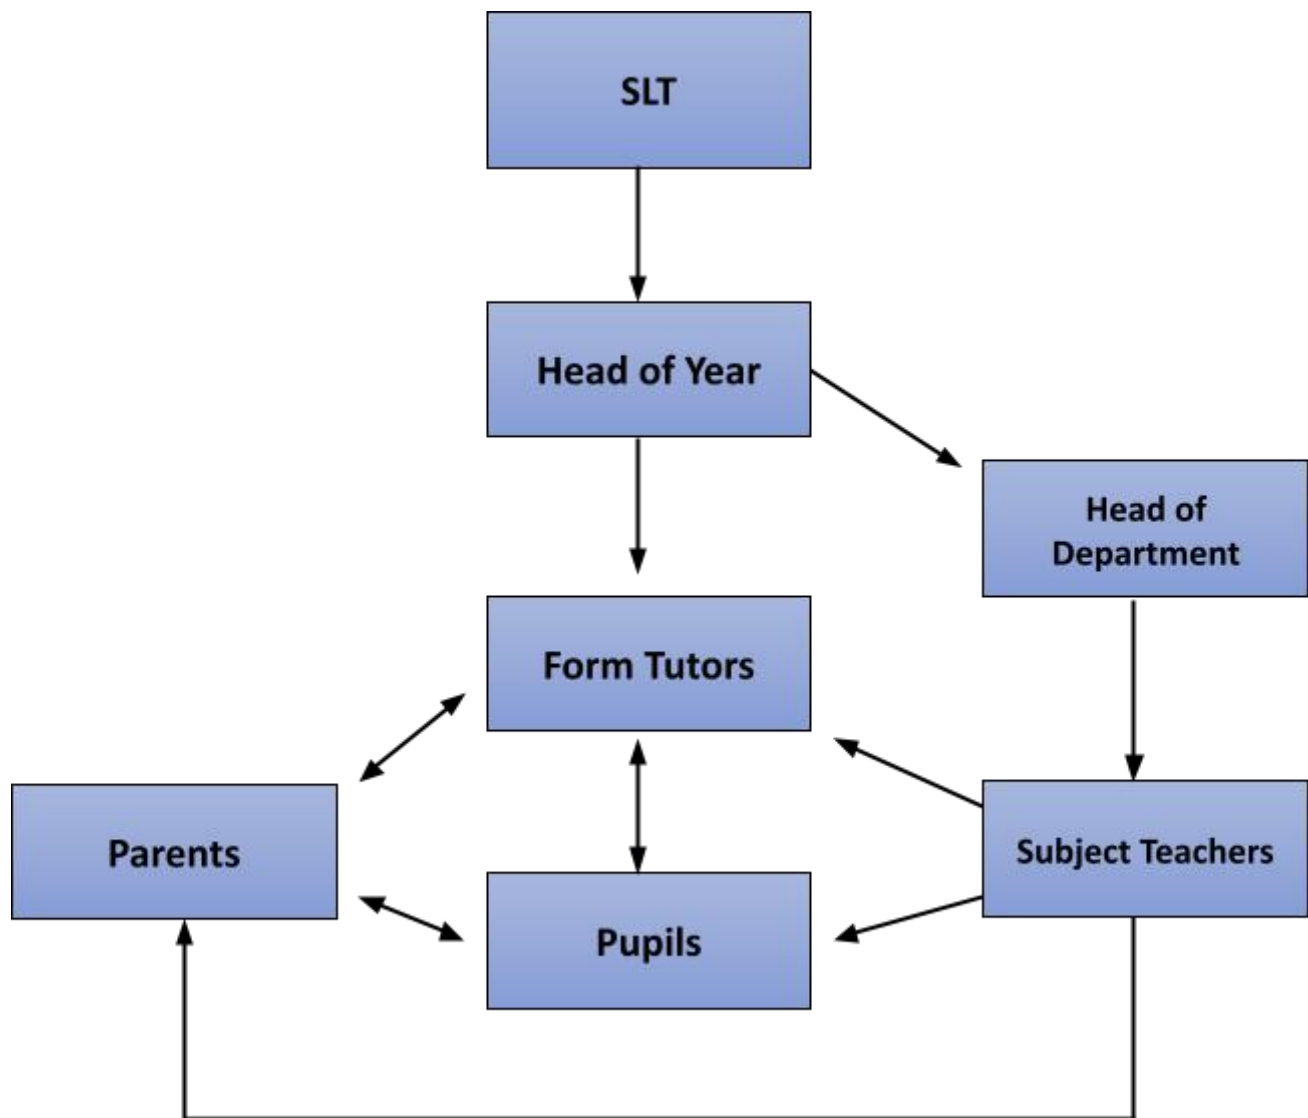 SLT
Head of Year
Head of
Department
Form Tutors
Parents
Subject Teachers
Pupils